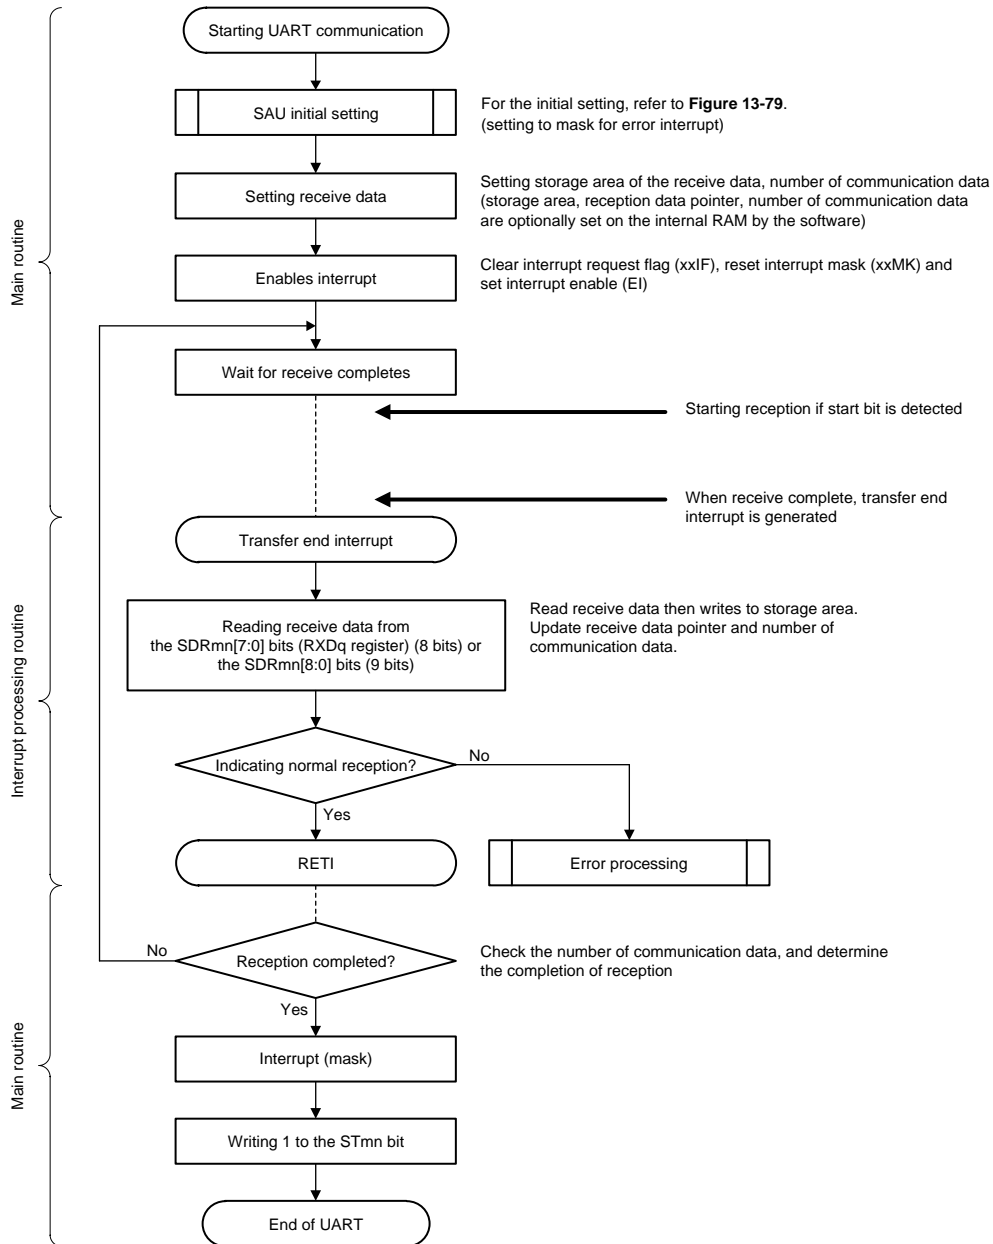 Starting UART communication
SAU initial setting
For the initial setting, refer to Figure 13-79.
(setting to mask for error interrupt)
Setting receive data
Setting storage area of the receive data, number of communication data
(storage area, reception data pointer, number of communication data
are optionally set on the internal RAM by the software)
Main routine
Enables interrupt
Clear interrupt request flag (xxIF), reset interrupt mask (xxMK) and
set interrupt enable (EI)
Wait for receive completes
Starting reception if start bit is detected
When receive complete, transfer end
interrupt is generated
Transfer end interrupt
Interrupt processing routine
Reading receive data from
the SDRmn[7:0] bits (RXDq register) (8 bits) or
the SDRmn[8:0] bits (9 bits)
Read receive data then writes to storage area.
Update receive data pointer and number of
communication data.
Indicating normal reception?
No
Yes
RETI
Error processing
No
Reception completed?
Check the number of communication data, and determine
the completion of reception
Yes
Main routine
Interrupt (mask)
Writing 1 to the STmn bit
End of UART